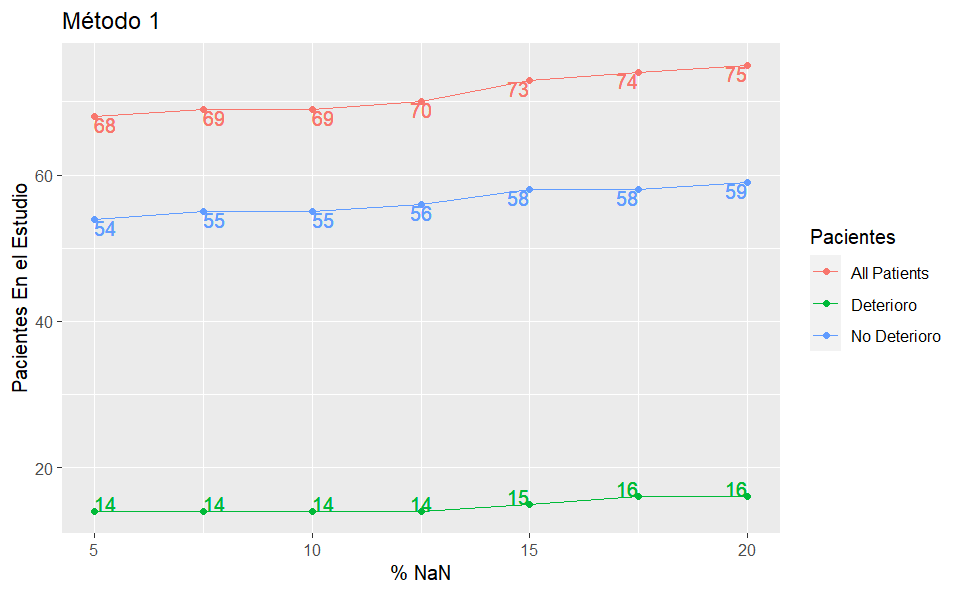 Método 1
Pacientes En el Estudio
60
40
20
68 69 69 70 73 74 75
54 55 55 56 58 58 59
14 14 14 14 15 16 16
5 10 15 20
% NaN
Pacientes
All Patients
Deterioro
No Deterioro